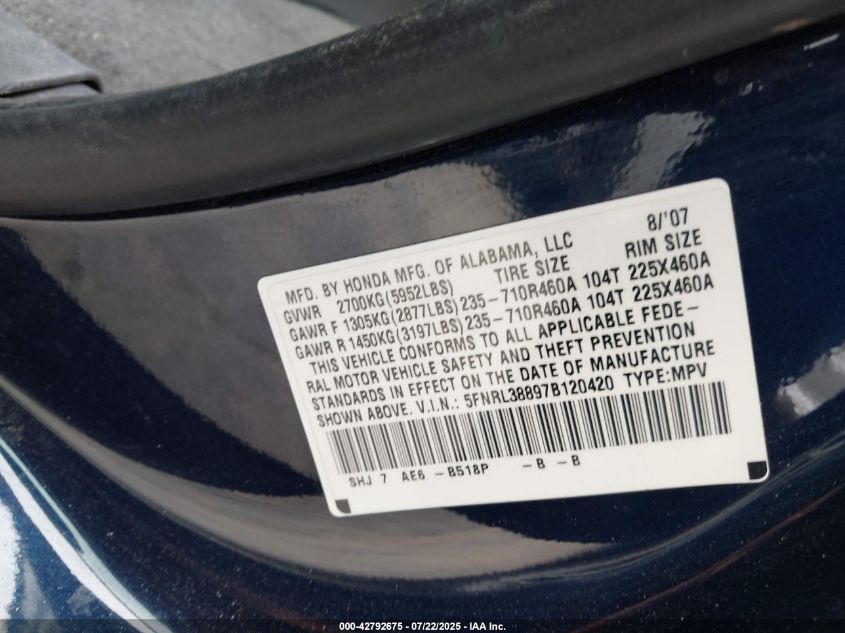 8/'07
MFD. BY HONDA MFG. OF ALABAMA, LLC
GVWR 2700KG(5952LBS) TIRE SIZE RIM SIZE
GAWR F 1305KG(2877LBS)235-710R460A 104T 225X460A
GAWR R 1450KG(3197LBS)235-710R460A 104T 225X460A
THIS VEHICLE CONFORMS TO ALL APPLICABLE FEDE-
RAL MOTOR VEHICLE SAFETY AND THEFT PREVENTION
STANDARDS IN EFFECT ON THE DATE OF MANUFACTURE
SHOWN ABOVE. V.I.N.: 5FNRL38897B120420 TYPE:MPV
SHJ 7 AE6 -B518P -B -B
000-42792675 - 07/22/2025 - IAA Inc.